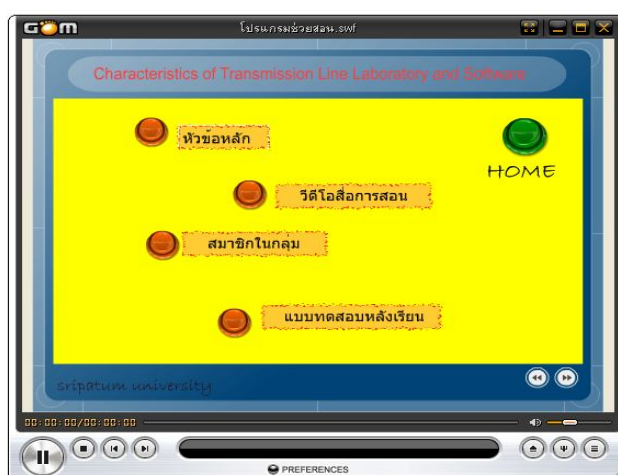 GOM
โปรแกรมช่วยสอน.swf
Characteristics of Transmission Line Laboratory and Software
หัวข้อหลัก
HOME
วีดีโอสื่อการสอน
สมาชิกในกลุ่ม
แบบทดสอบหลังเรียน
sripatum university
00:00:00/00:00:00
PREFERENCES